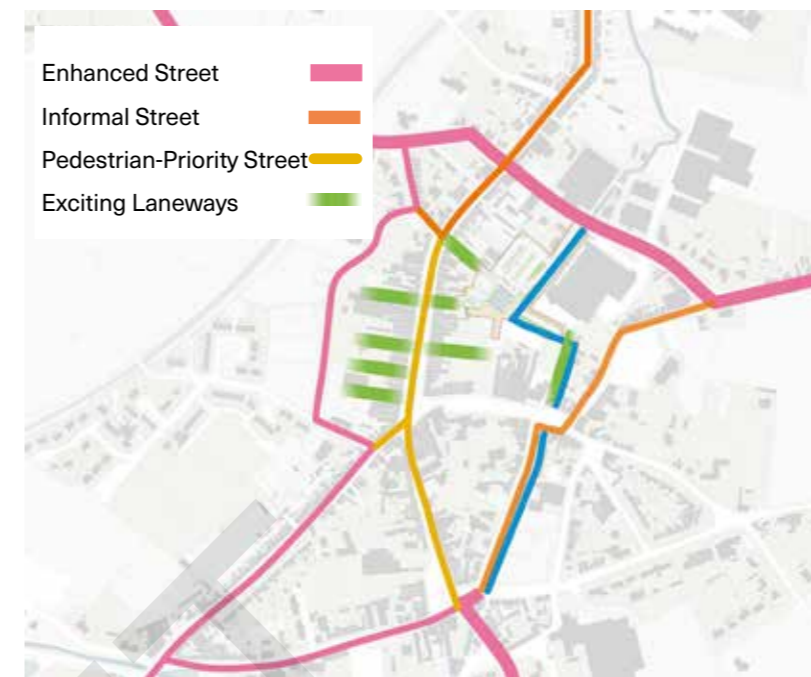 Enhanced Street
Informal Street
Pedestrian-Priority Street
Exciting Laneways